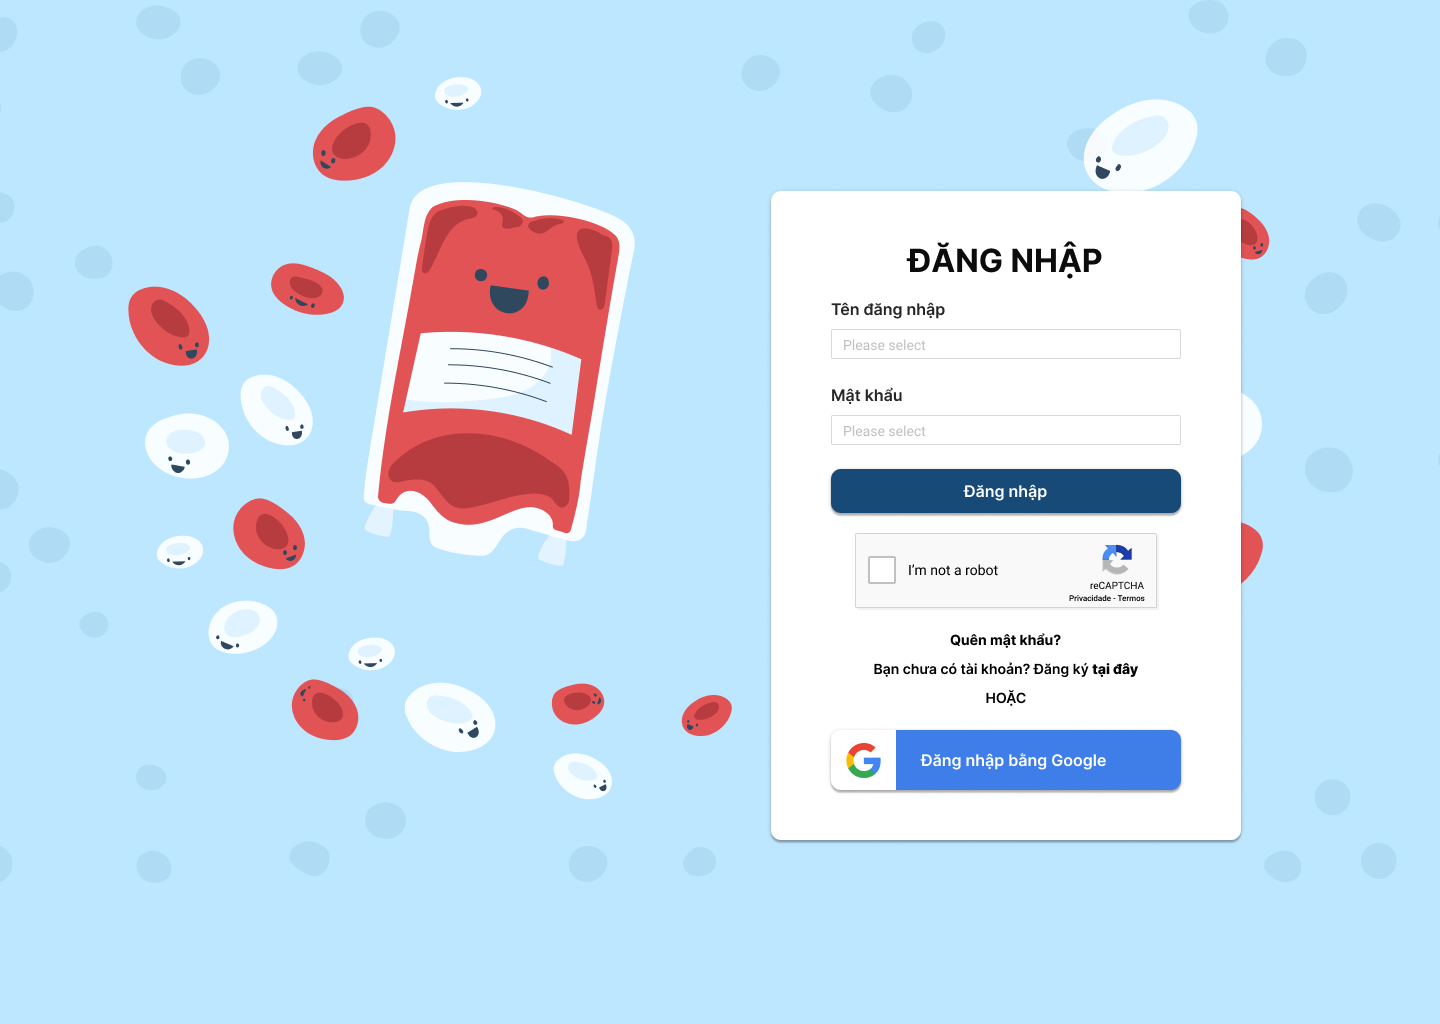 ĐĂNG NHẬP
Tên đăng nhập
Please select
Mật khẩu
Please select
Đăng nhập
I'm not a robot
reCAPTCHA
Privacidade - Termos
Quên mật khẩu?
Bạn chưa có tài khoản? Đăng ký tại đây
HOẶC
Đăng nhập bằng Google